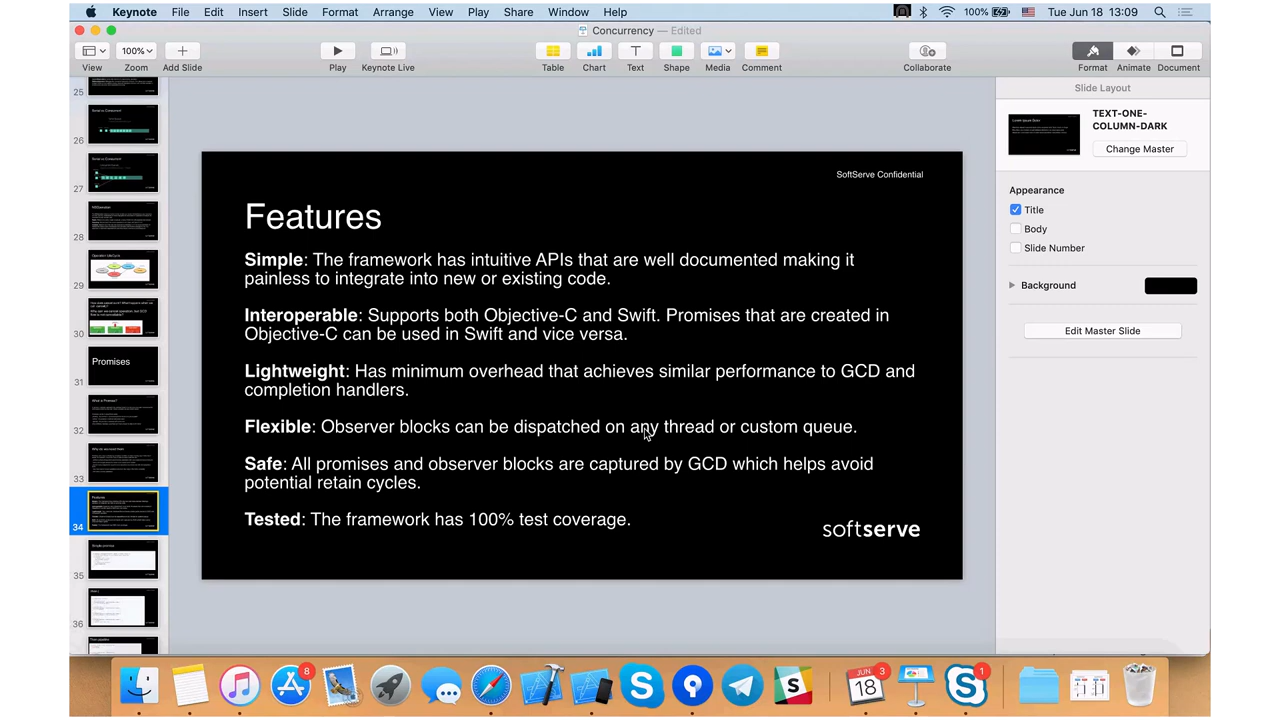 Keynote File Edit Insert Slide Format Arrange View Play Share Window Help 100% Tue Jun 18 13:09
Concurrency — Edited
100%
View Zoom Add Slide Play Keynote Live Table Chart Text Shape Media Comment Collaborate Format Animate Document
25
26
27
28
29
30
Promises
31
32
33
34
35
36
SoftServe Confidential
Features
Simple: The framework has intuitive APIs that are well documented making it
painless to integrate into new or existing code.
Interoperable: Supports both Objective-C and Swift. Promises that are created in
Objective-C can be used in Swift and vice versa.
Lightweight: Has minimum overhead that achieves similar performance to GCD and
completion handlers.
Flexible: Observer blocks can be dispatched on any thread or custom queue.
Safe: All promises and observer blocks are captured by GCD which helps avoid
potential retain cycles.
Tested: The framework has 100% test coverage.
softserve
Slide Layout
TEXT-ONE-
COLUMN-DARK
Change Master
Appearance
Title
Body
Slide Number
Background
Edit Master Slide
8
JUN
18
3
1